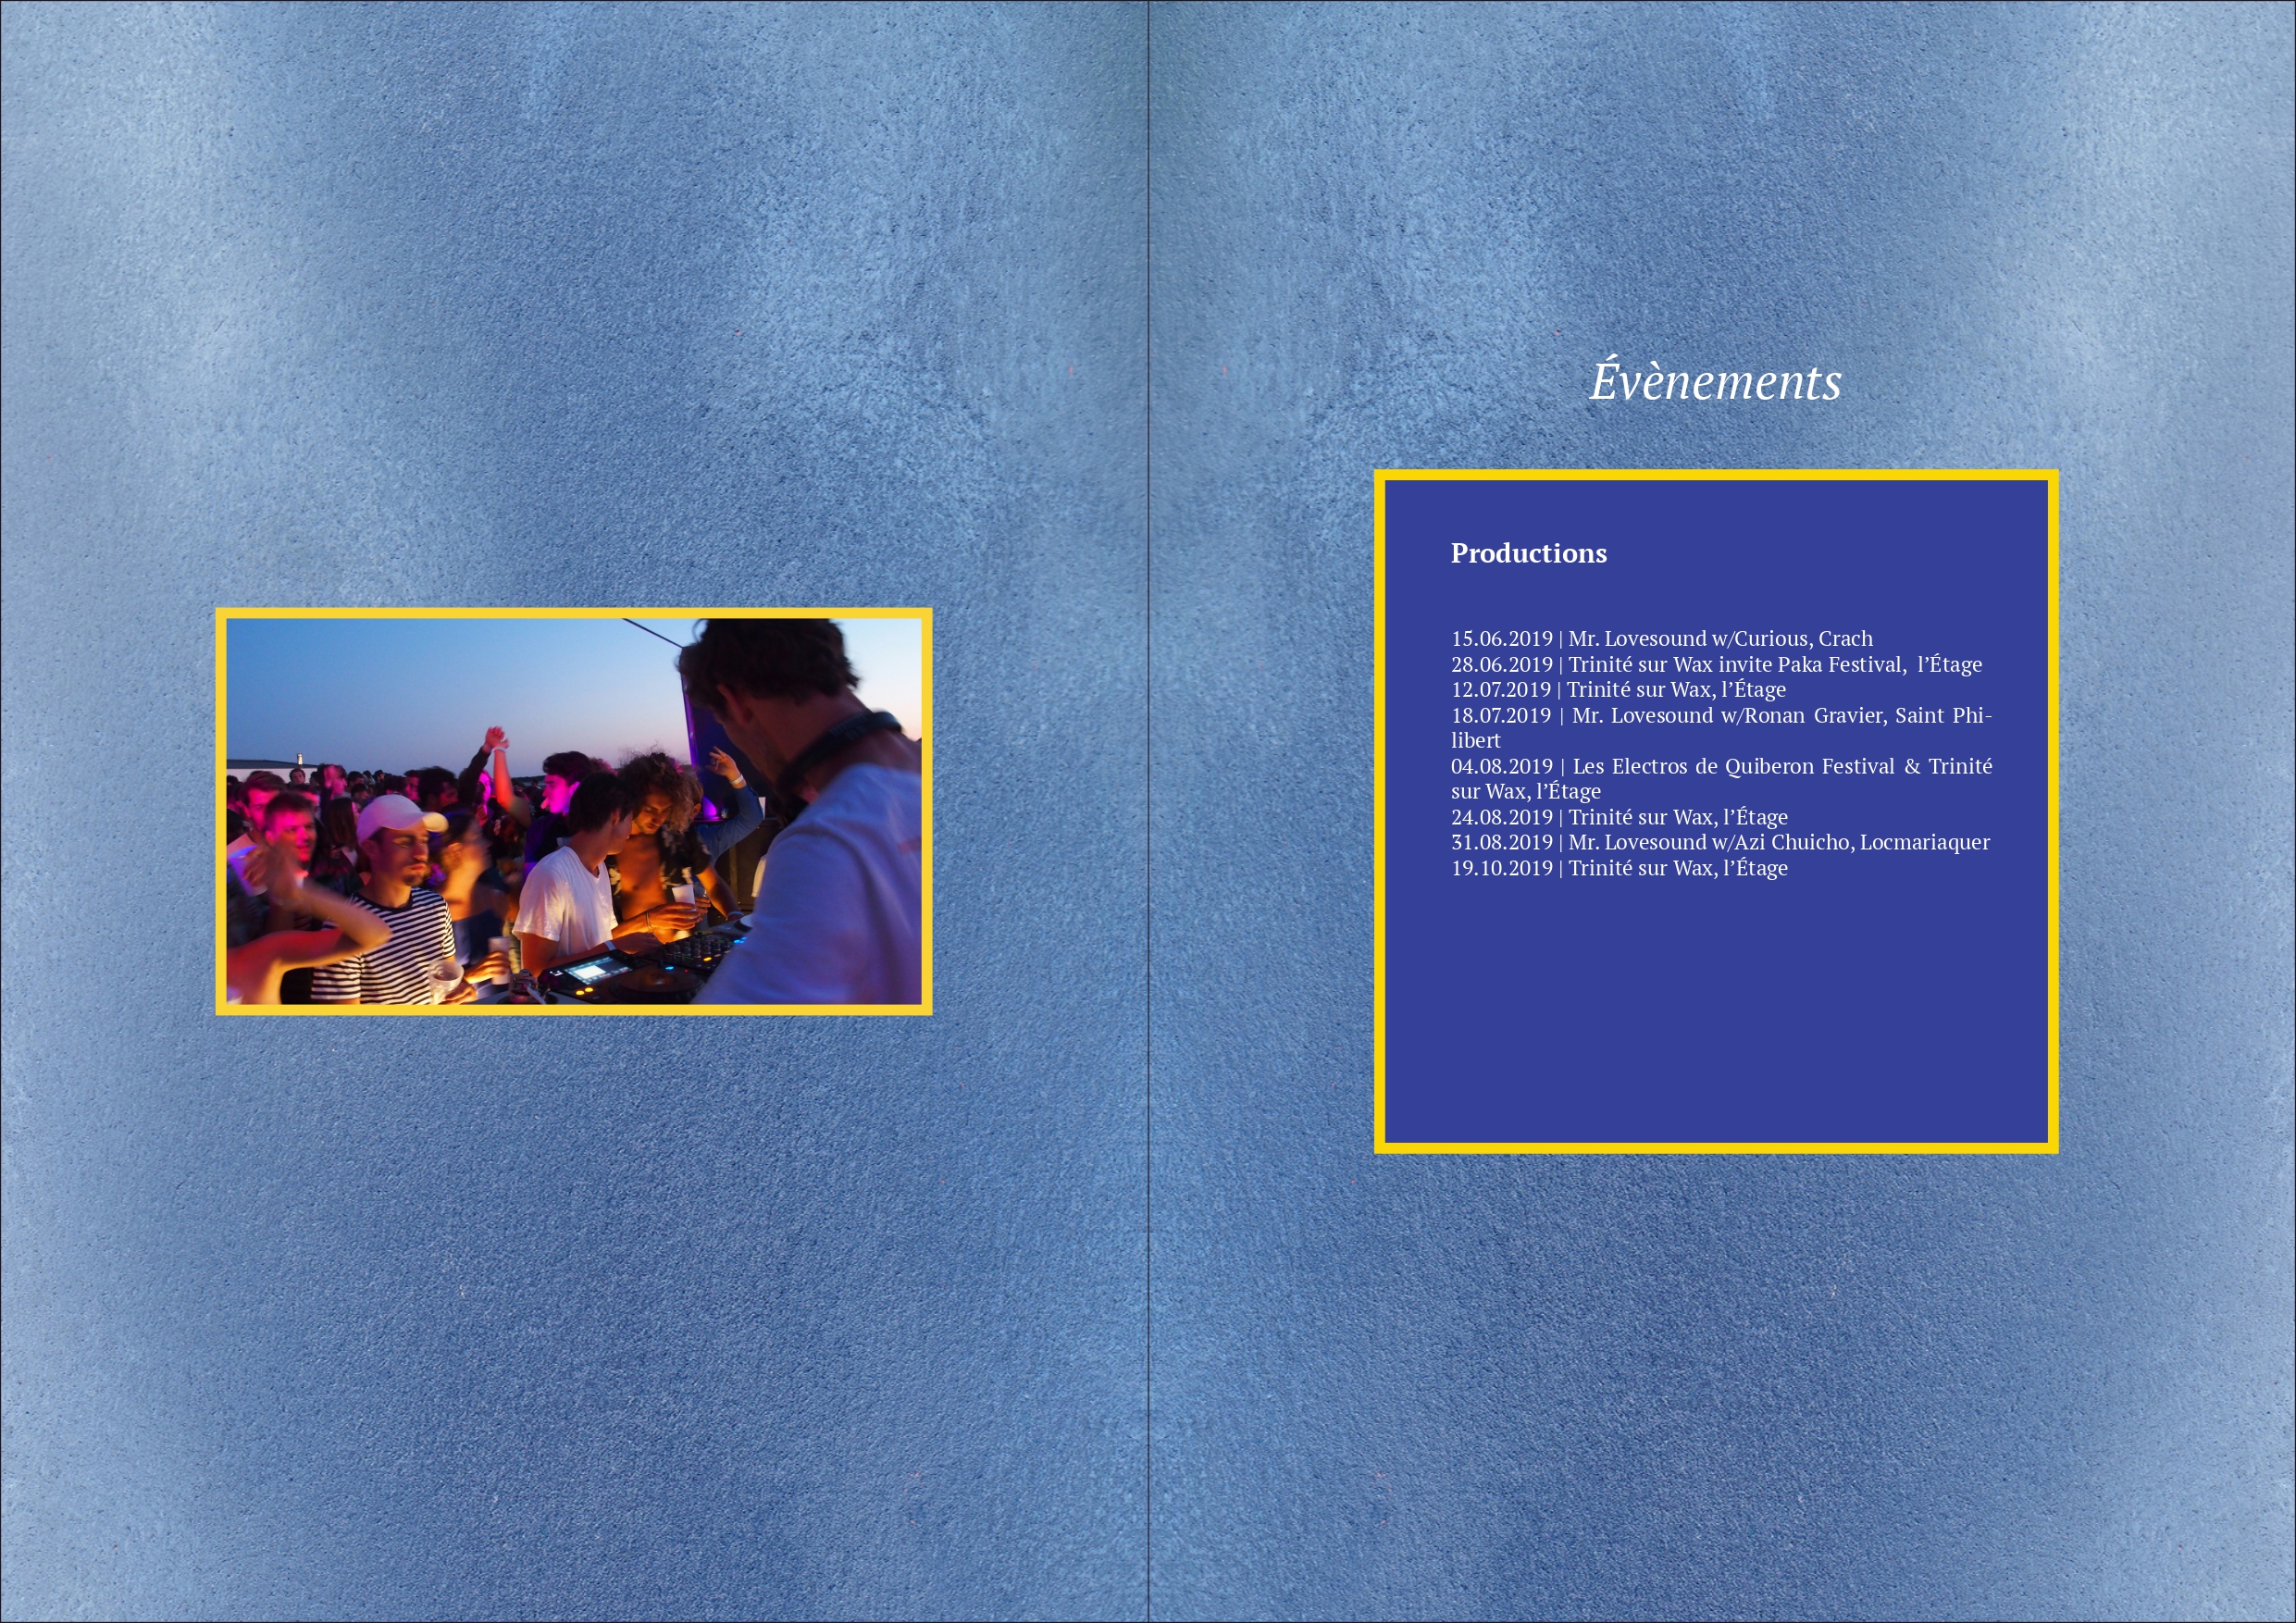 Évènements
Productions
15.06.2019 | Mr. Lovesound w/Curious, Crach
28.06.2019 | Trinité sur Wax invite Paka Festival,  l’Étage
12.07.2019 | Trinité sur Wax, l’Étage
18.07.2019 | Mr. Lovesound w/Ronan Gravier, Saint Phi-
libert
04.08.2019 | Les Electros de Quiberon Festival & Trinité
sur Wax, l’Étage
24.08.2019 | Trinité sur Wax, l’Étage
31.08.2019 | Mr. Lovesound w/Azi Chuicho, Locmariaquer
19.10.2019 | Trinité sur Wax, l’Étage